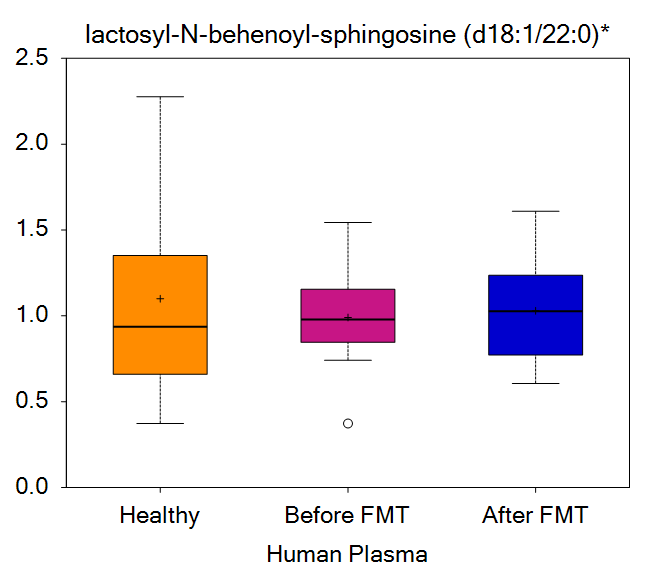 lactosyl-N-behenoyl-sphingosine (d18:1/22:0)*
2.5
2.0
1.5
1.0
0.5
0.0
Healthy Before FMT After FMT
Human Plasma